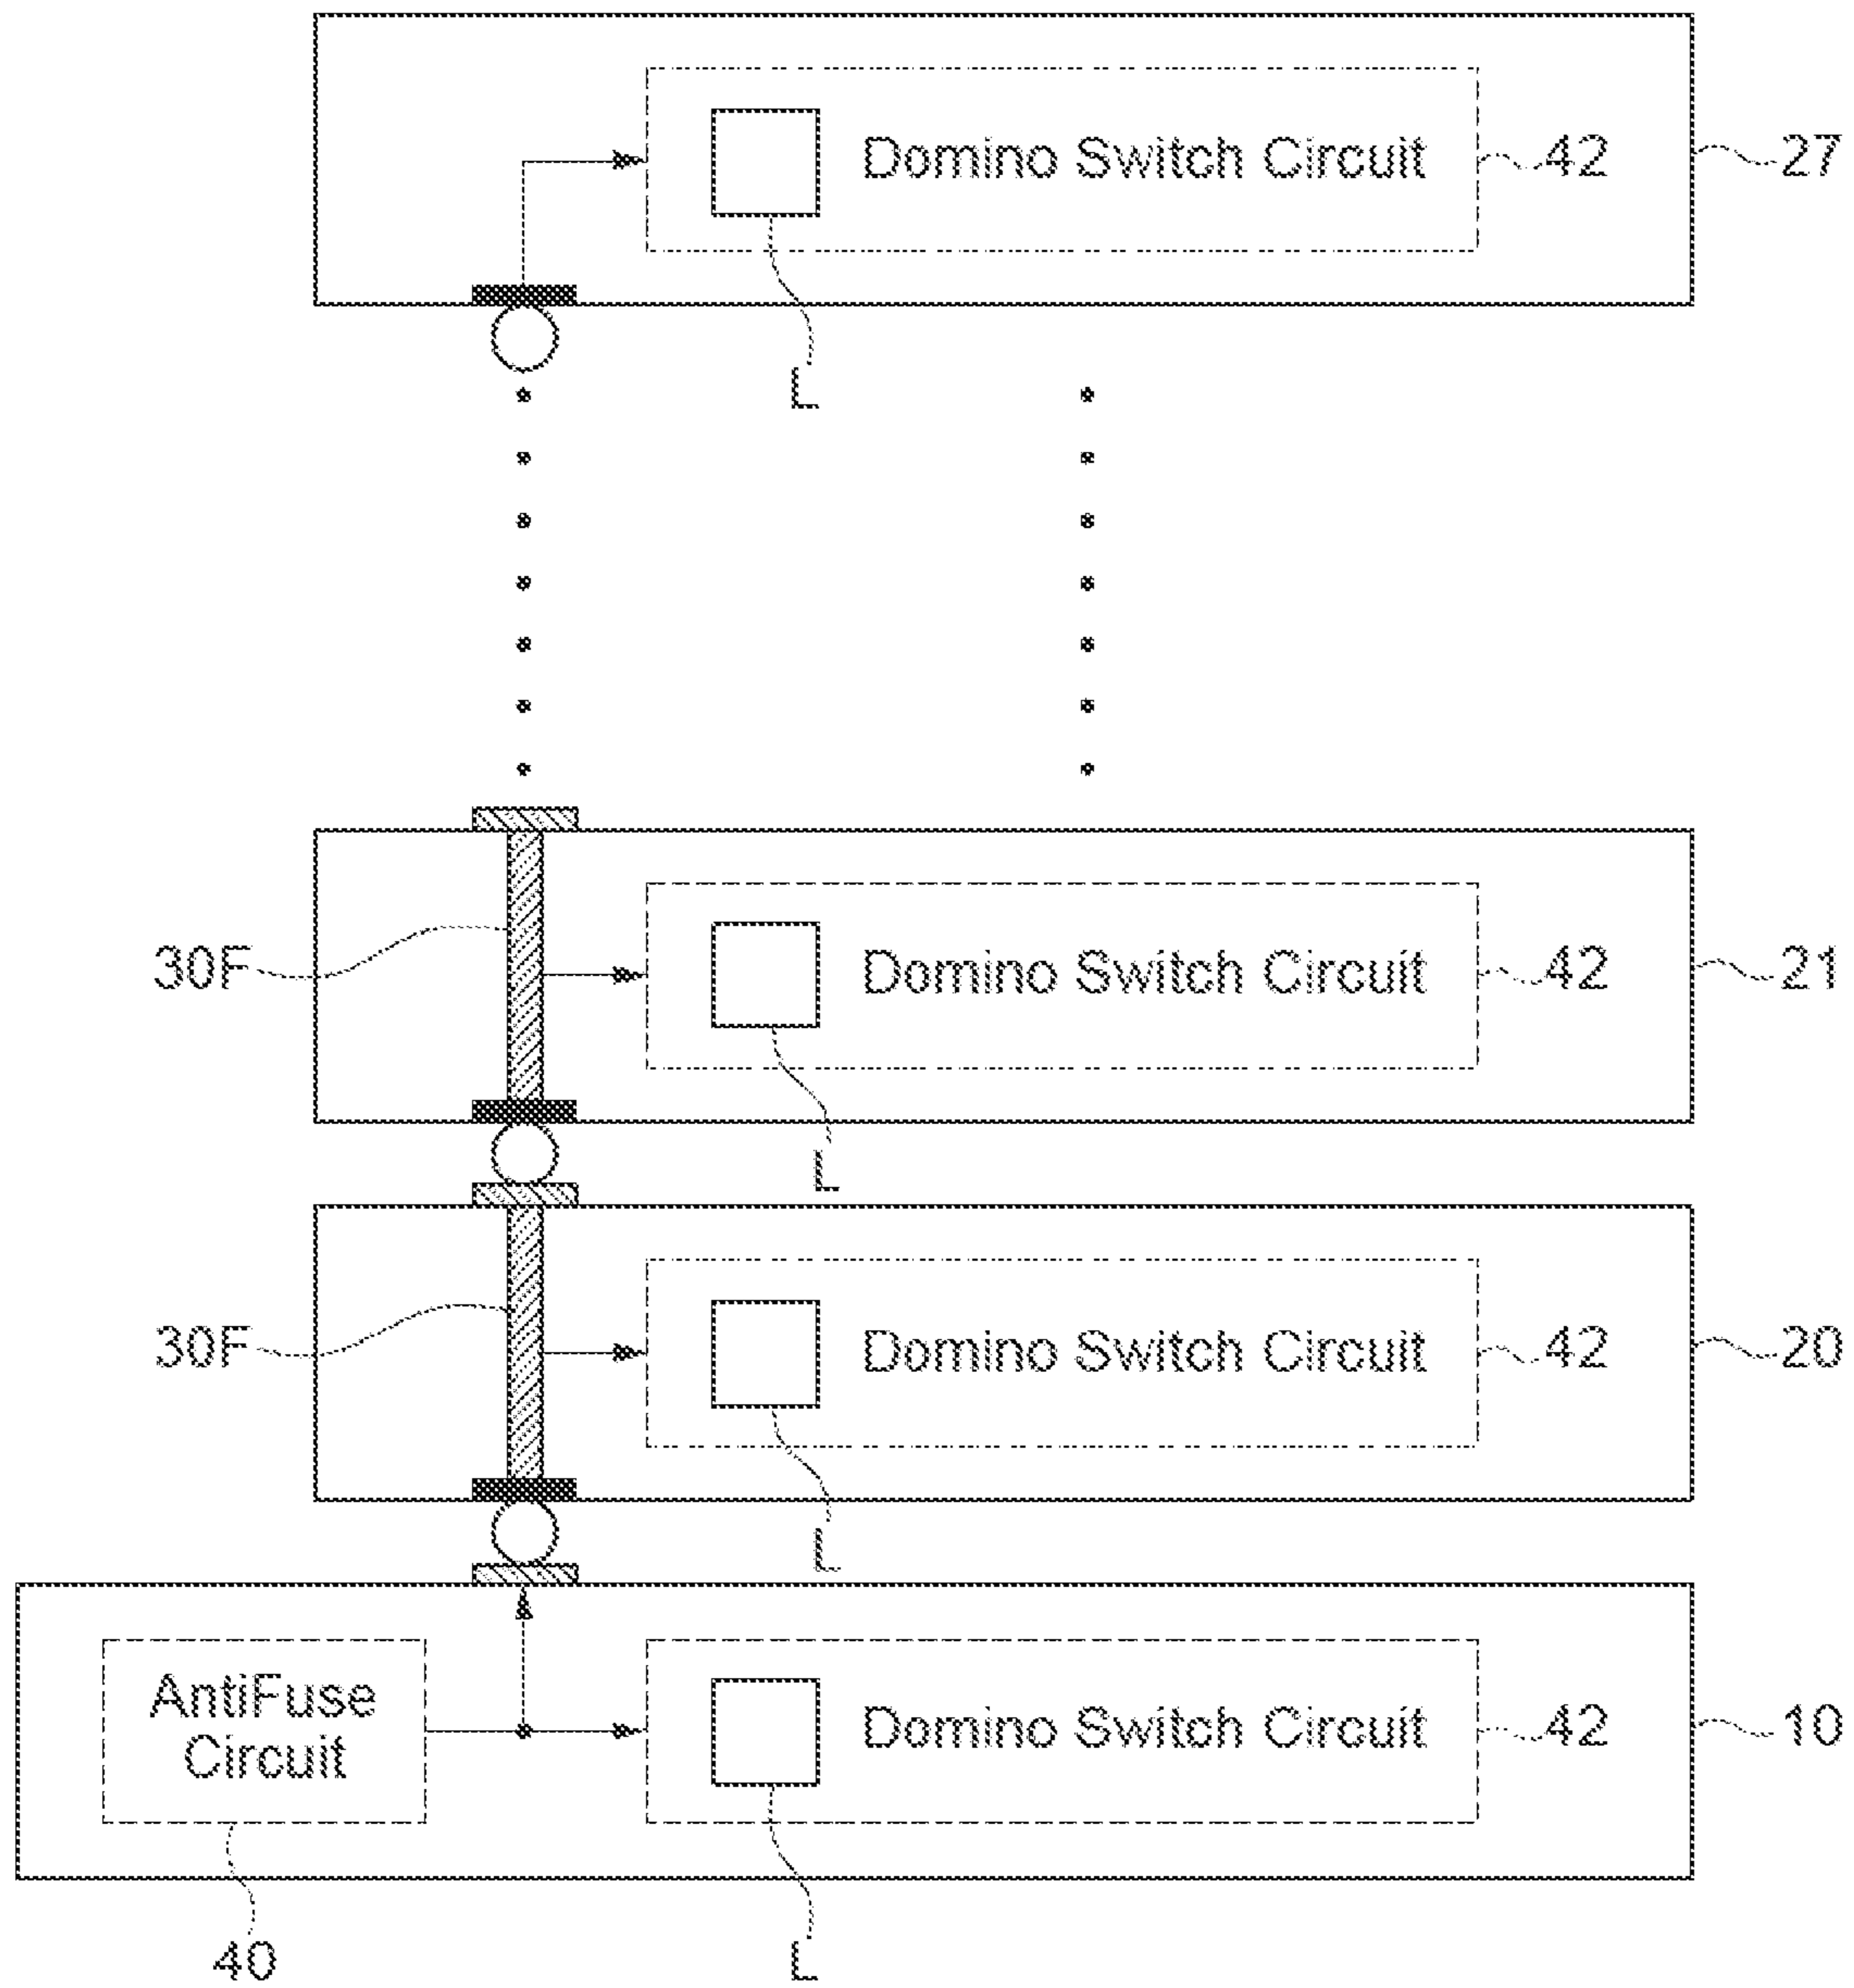 Domino Switch Circuit 42 27
L
30F Domino Switch Circuit 42 21
L
30F Domino Switch Circuit 42 20
L
AntiFuse
Circuit
Domino Switch Circuit 42 10
40 L